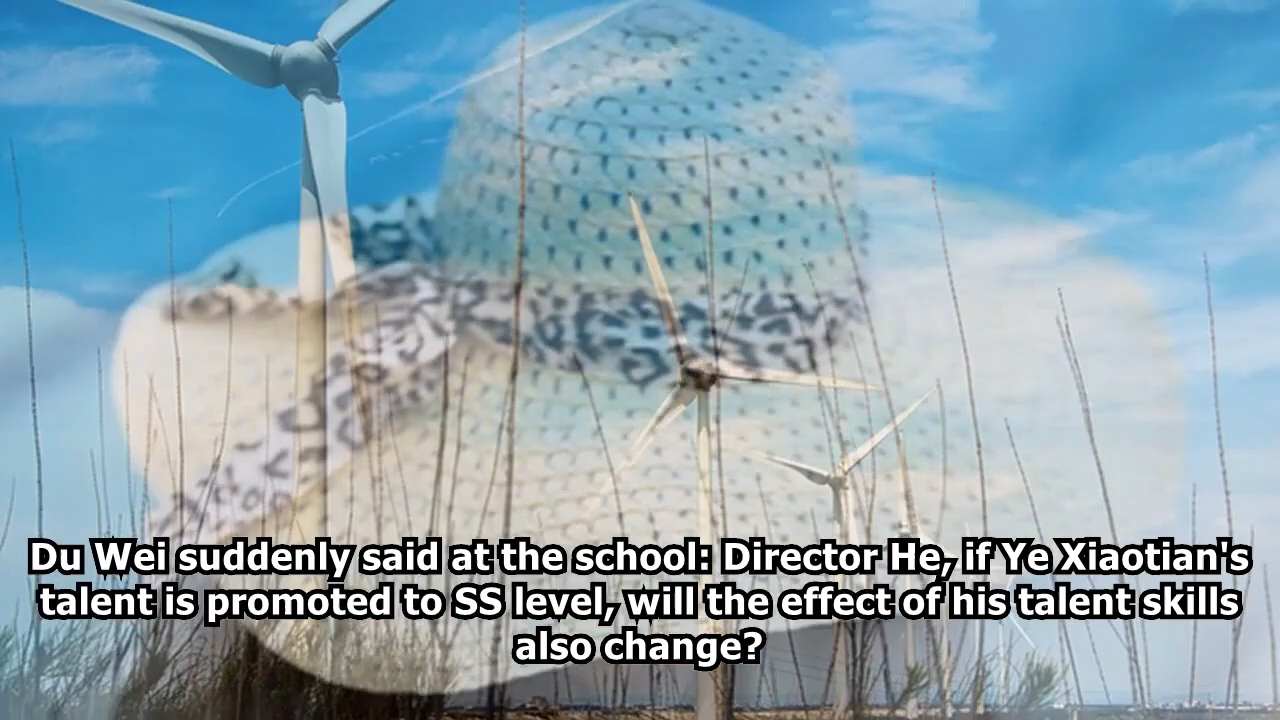 Du Wei suddenly said at the school: Director He, if Ye Xiaotian's
talent is promoted to SS level, will the effect of his talent skills
also change?